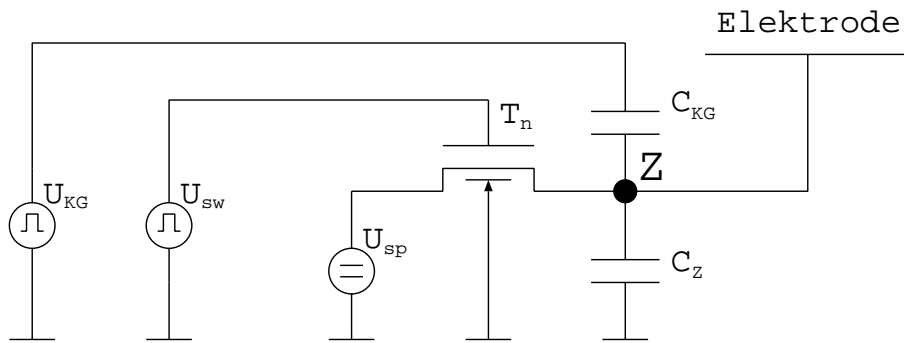 Elektrode
C_KG
T_n
Z
U_KG
U_sw
U_sp
C_Z